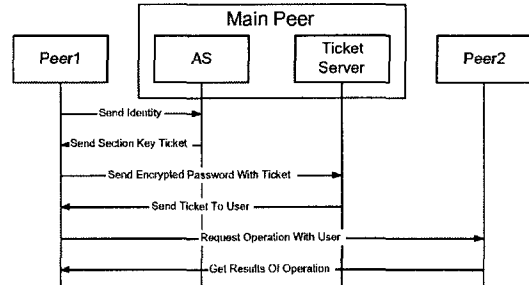 Main Peer
Peer1
AS
Ticket
Server
Peer2
Send Identity
Send Section Key Ticket
Send Encrypted Password With Ticket
Send Ticket To User
Request Operation With User
Get Results Of Operation